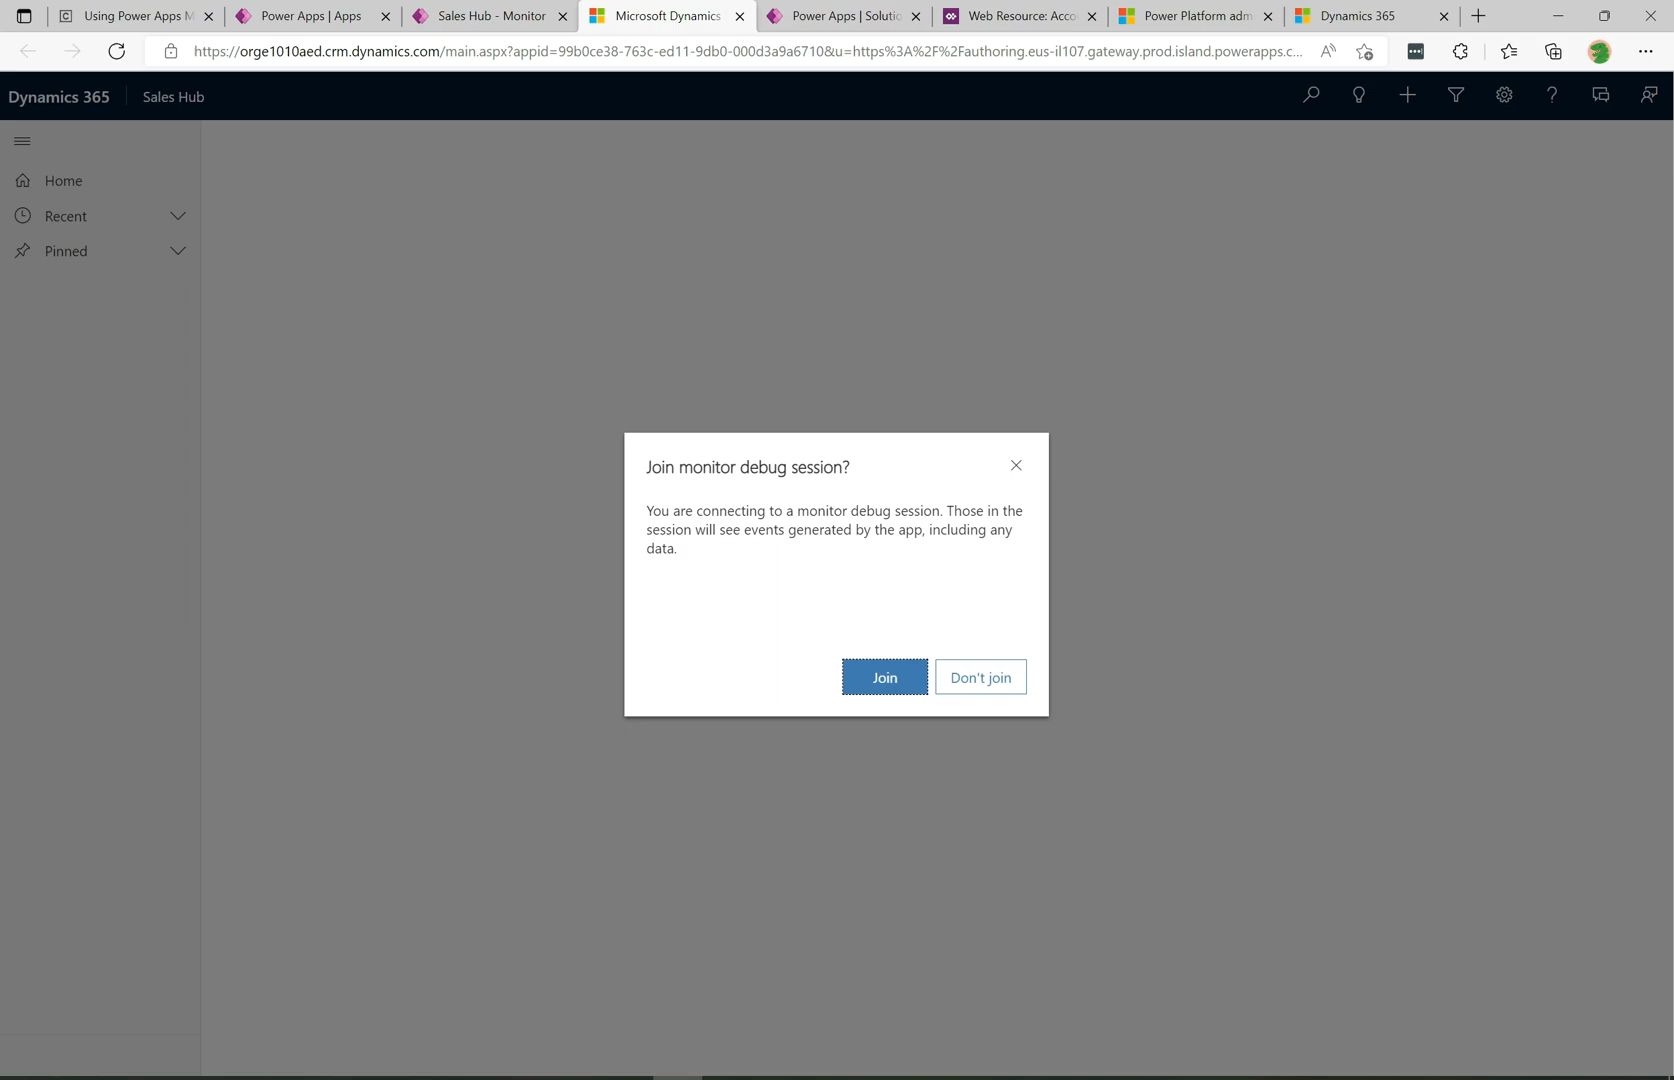 Using Power Apps M
Power Apps | Apps
Sales Hub - Monitor
Microsoft Dynamics
Power Apps | Solutio
Web Resource: Acco
Power Platform adm
Dynamics 365
https://orge1010aed.crm.dynamics.com/main.aspx?appid=99b0ce38-763c-ed11-9db0-000d3a9a6710&u=https%3A%2F%2Fauthoring.eus-il107.gateway.prod.island.powerapps.c...
Dynamics 365
Sales Hub
Home
Recent
Pinned
Join monitor debug session?
You are connecting to a monitor debug session. Those in the
session will see events generated by the app, including any
data.
Join
Don't join